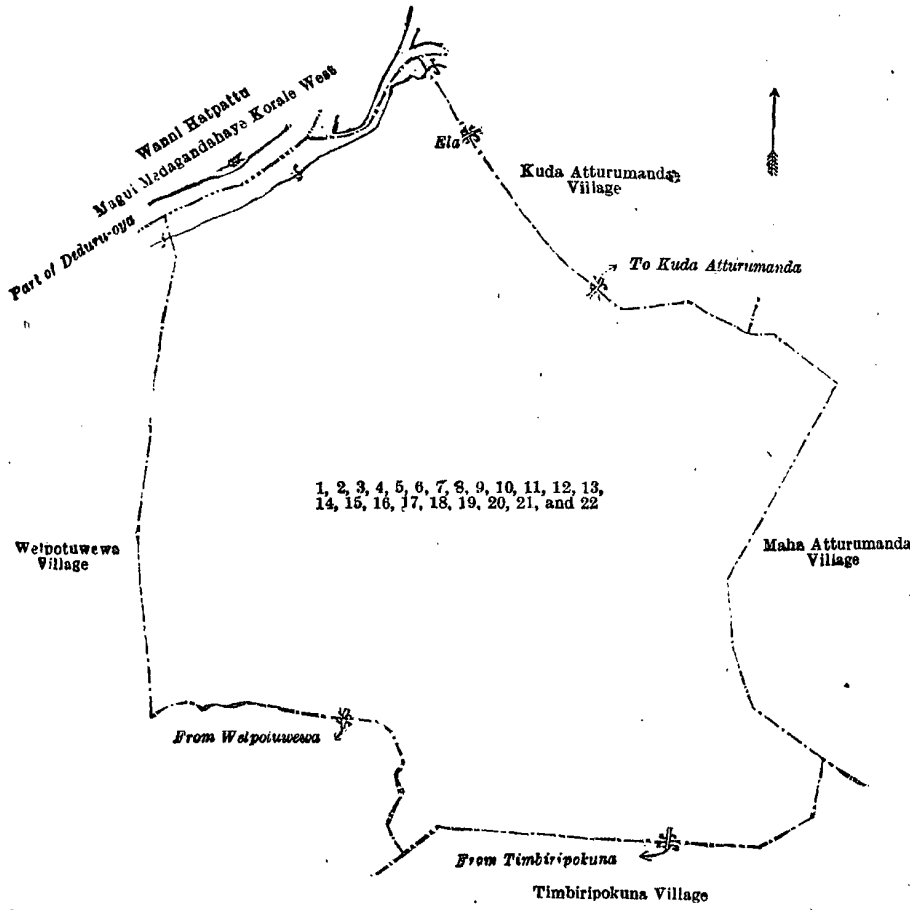 Wanni Hatpattu
Magul Medagandahaye Korale West
Part of Deduru-oya
Ela
Kuda Atturumanda
Village
To Kuda Atturumanda
1, 2, 3, 4, 5, 6, 7, 8, 9, 10, 11, 12, 13,
14, 15, 16, 17, 18, 19, 20, 21, and 22
Welpotuwewa
Village
Maha Atturumanda
Village
From Welpotuwewa
From Timbiripokuna
Timbiripokuna Village